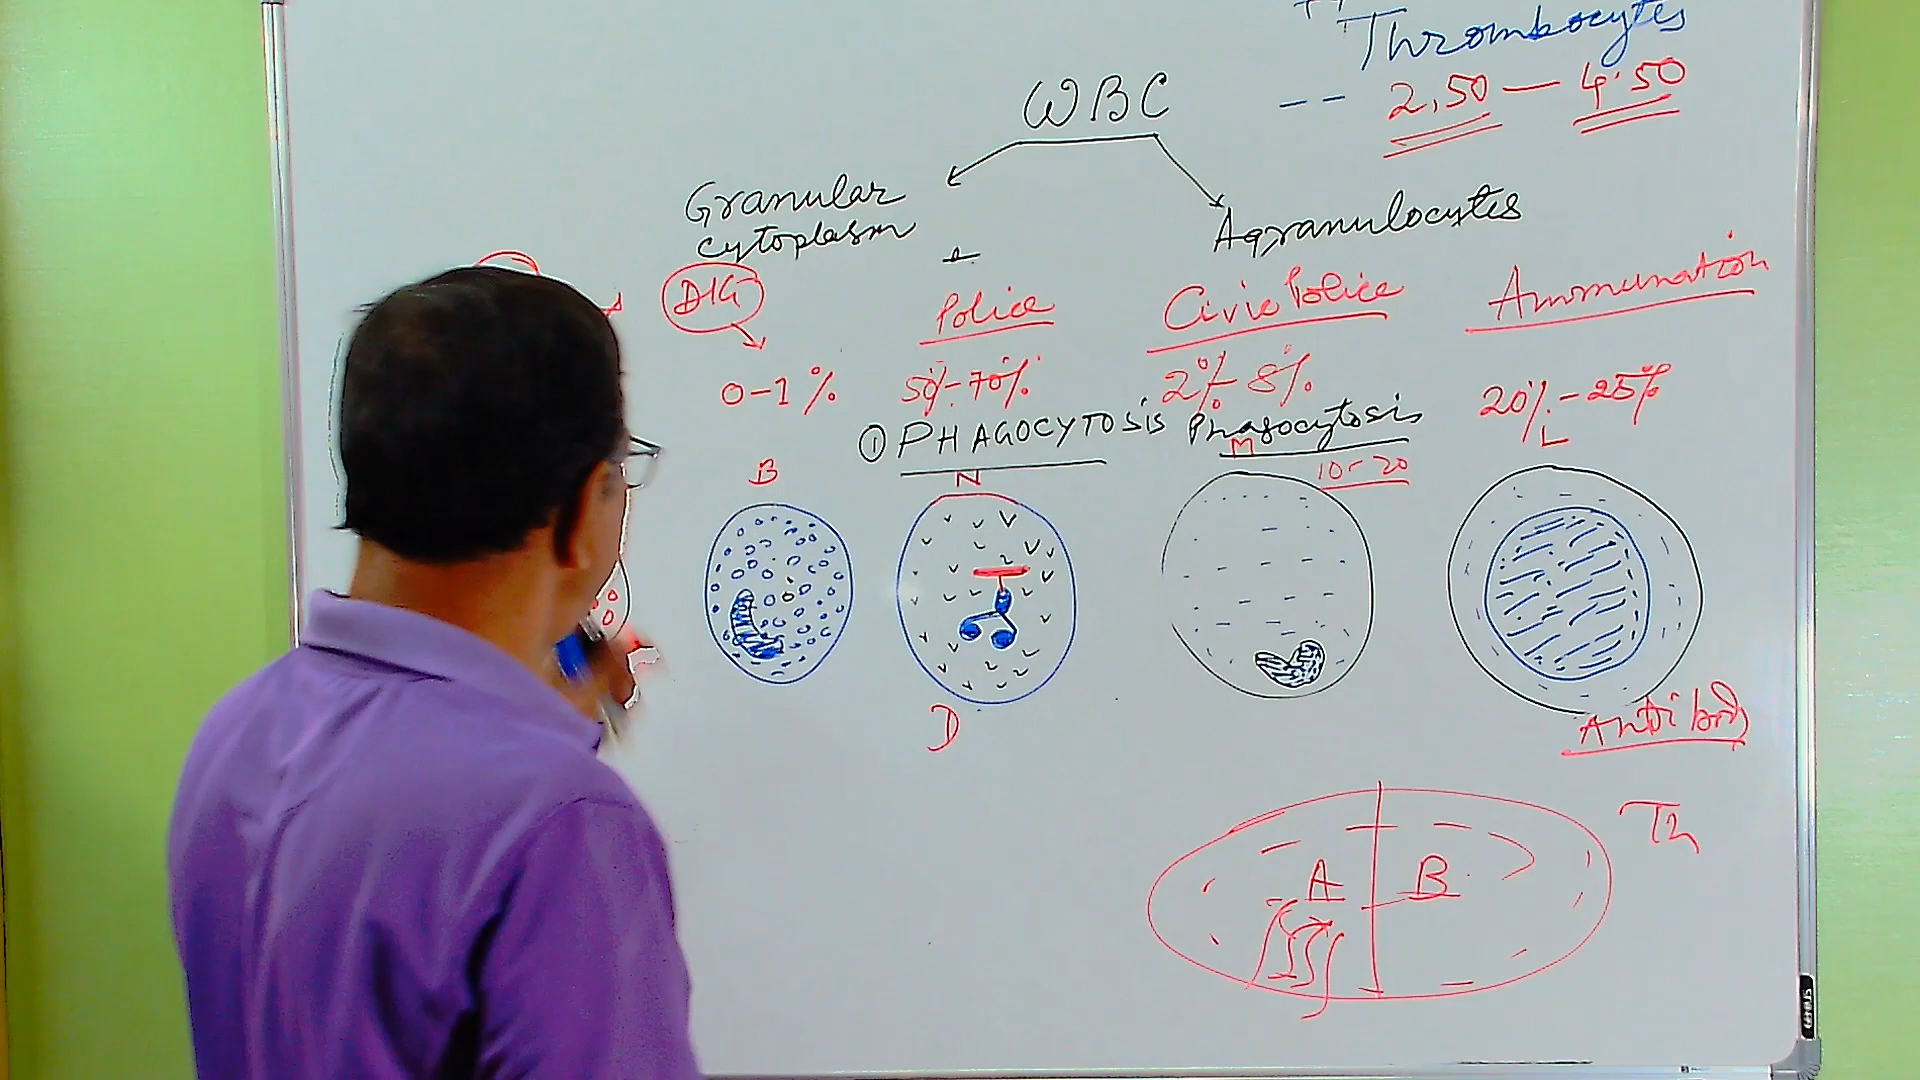 Thrombocytes
WBC -- 2.50 — 4.50
Granular
cytoplasm
Agranulocytes
DIG Police Civic Police Ammunation
0-1% 50%-70% 2%-8% 20%-25%
① PHAGOCYTOSIS Phagocytosis
B N M 10-20 L
D
Antibody
A B